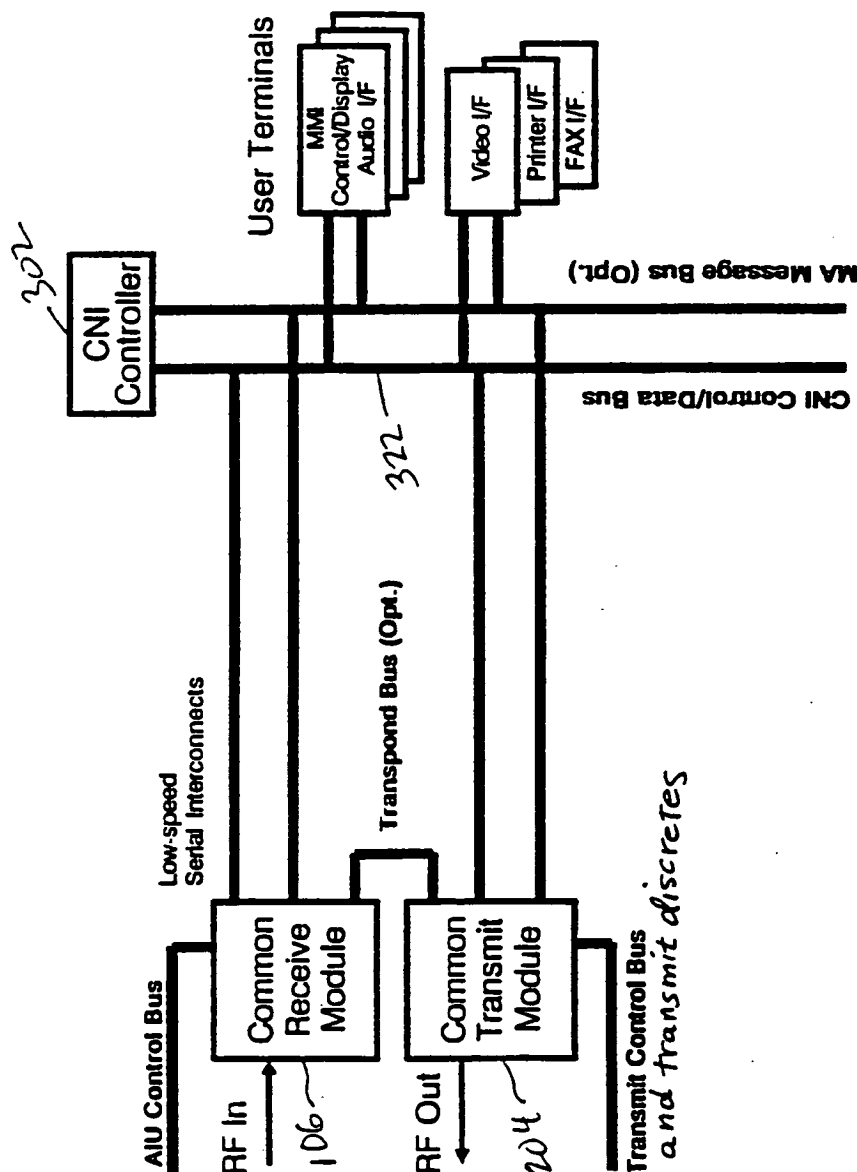 302
CNI
Controller
User Terminals
MMI
Control/Display
Audio I/F
Video I/F
Printer I/F
FAX I/F
MA Message Bus (Opt.)
CNI Control/Data Bus
322
Low-speed
Serial Interconnects
Transpond Bus (Opt.)
AIU Control Bus
RF In
106
Common
Receive
Module
RF Out
204
Common
Transmit
Module
Transmit Control Bus
and transmit discretes